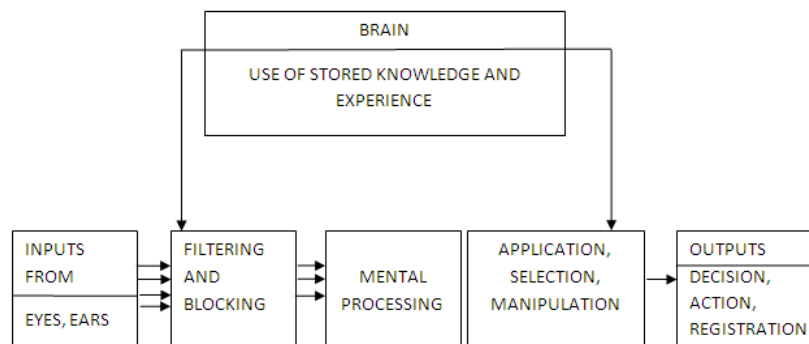 BRAIN
USE OF STORED KNOWLEDGE AND
EXPERIENCE
INPUTS
FROM
EYES, EARS
FILTERING
AND
BLOCKING
MENTAL
PROCESSING
APPLICATION,
SELECTION,
MANIPULATION
OUTPUTS
DECISION,
ACTION,
REGISTRATION